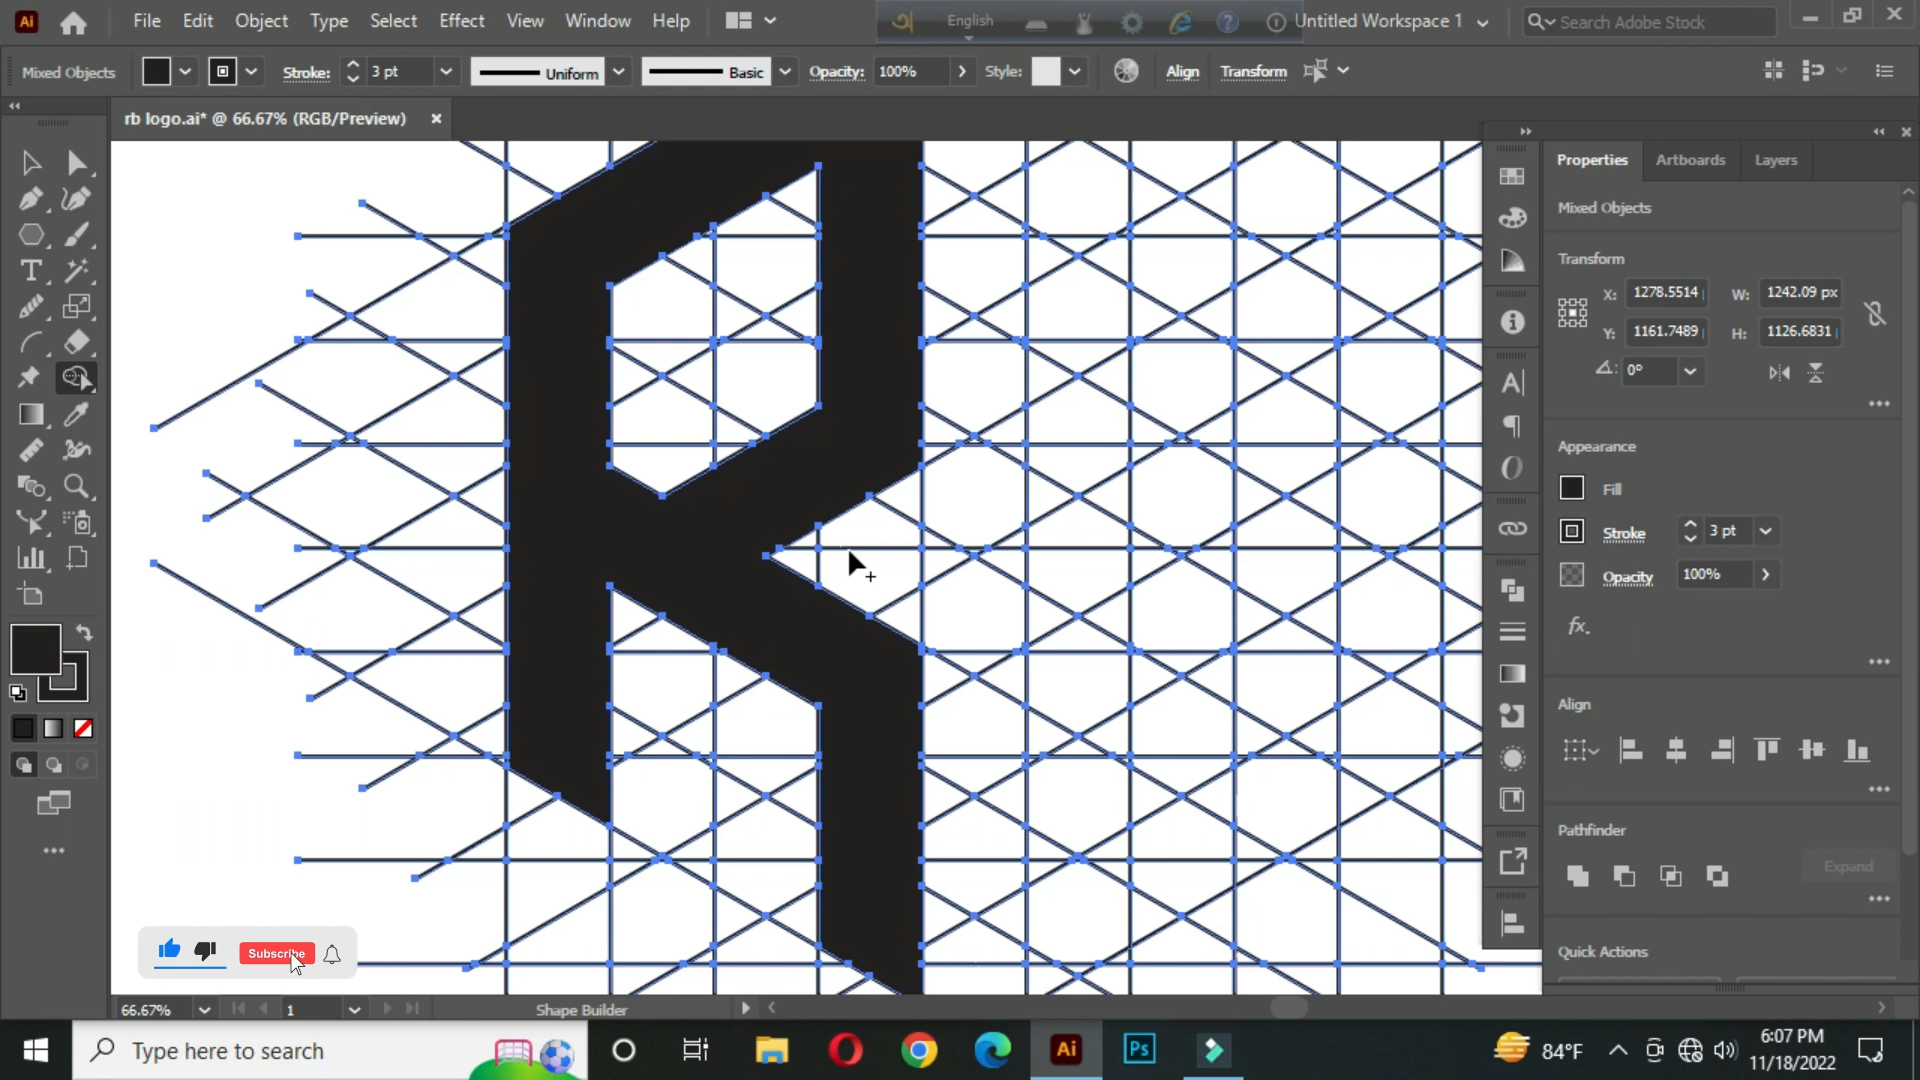 Ai File Edit Object Type Select Effect View Window Help English Untitled Workspace 1 Search Adobe Stock
Mixed Objects Stroke: 3 pt Uniform Basic Opacity: 100% Style: Align Transform
rb logo.ai* @ 66.67% (RGB/Preview)
Properties Artboards Layers
Mixed Objects
Transform
X: 1278.5514 W: 1242.09 px
Y: 1161.7489 H: 1126.6831
0°
Appearance
Fill
Stroke 3 pt
Opacity 100%
fx.
Align
Pathfinder
Expand
Quick Actions
Subscribe
66.67% 1 Shape Builder
Type here to search Ai Ps 84°F 6:07 PM
11/18/2022